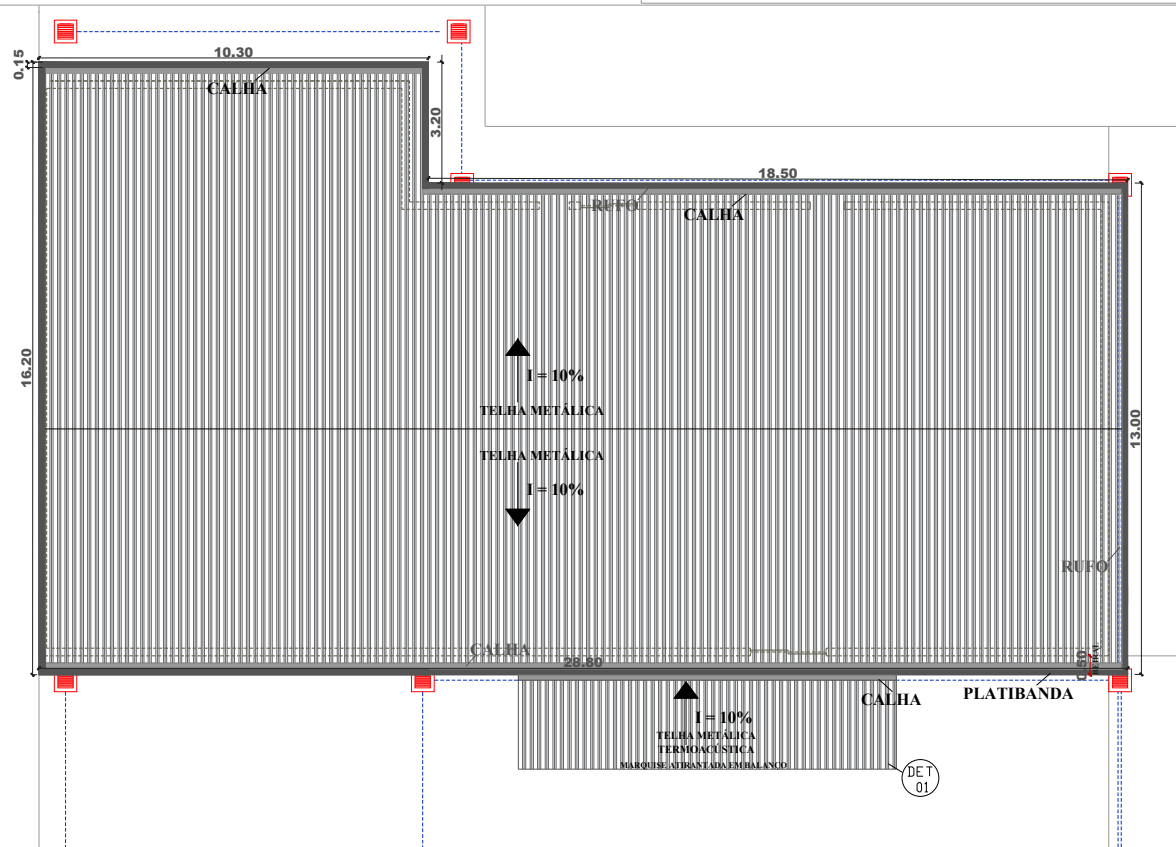 10.30
0.15
CALHA
3.20
18.50
RUFO
CALHA
I = 10%
TELHA METÁLICA
16.20
13.00
TELHA METÁLICA
I = 10%
RUFO
CALHA
28.80
0.50
BEIRAL
CALHA
PLATIBANDA
I = 10%
TELHA METÁLICA
TERMOACÚSTICA
MARQUISE ATIRANTADA EM BALANÇO
DET
01